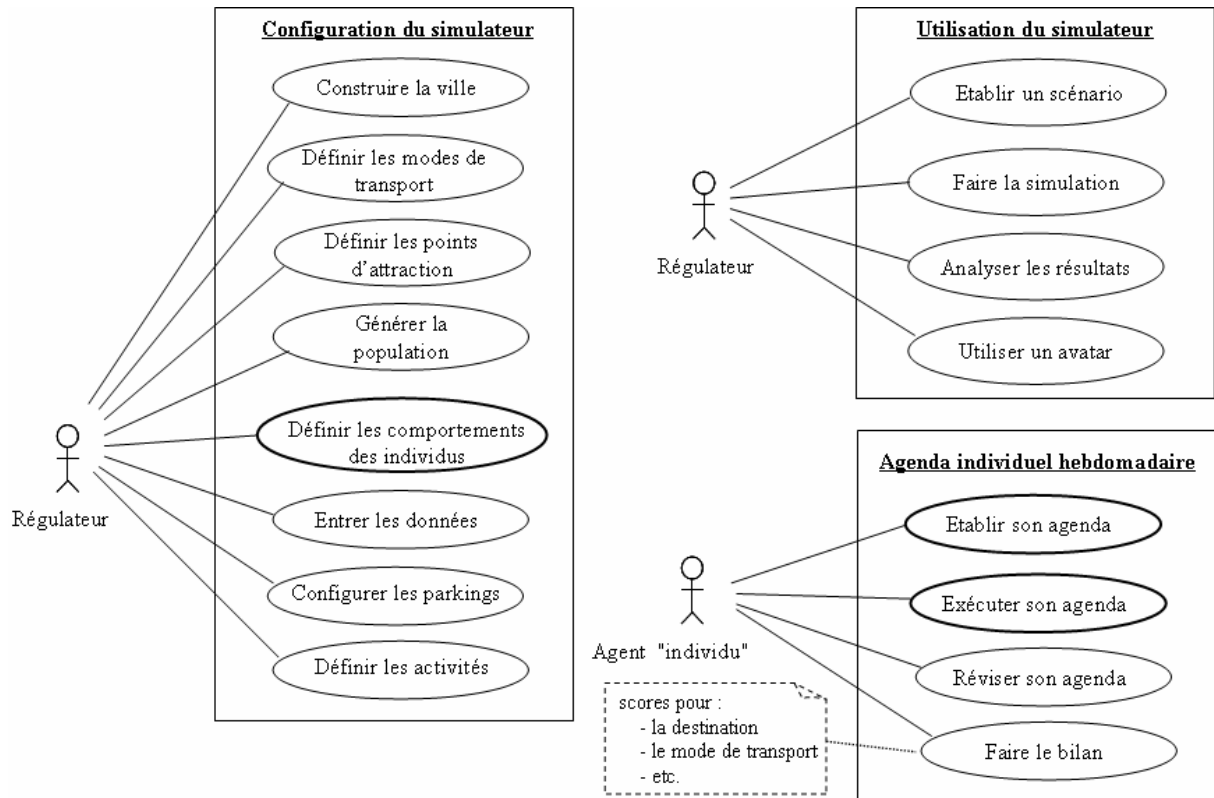 Configuration du simulateur
Construire la ville
Définir les modes de
transport
Définir les points
d'attraction
Générer la
population
Définir les comportements
des individus
Entrer les données
Configurer les parkings
Définir les activités
Régulateur
Utilisation du simulateur
Etablir un scénario
Faire la simulation
Analyser les résultats
Utiliser un avatar
Régulateur
Agenda individuel hebdomadaire
Etablir son agenda
Exécuter son agenda
Réviser son agenda
Faire le bilan
Agent "individu"
scores pour :
- la destination
- le mode de transport
- etc.